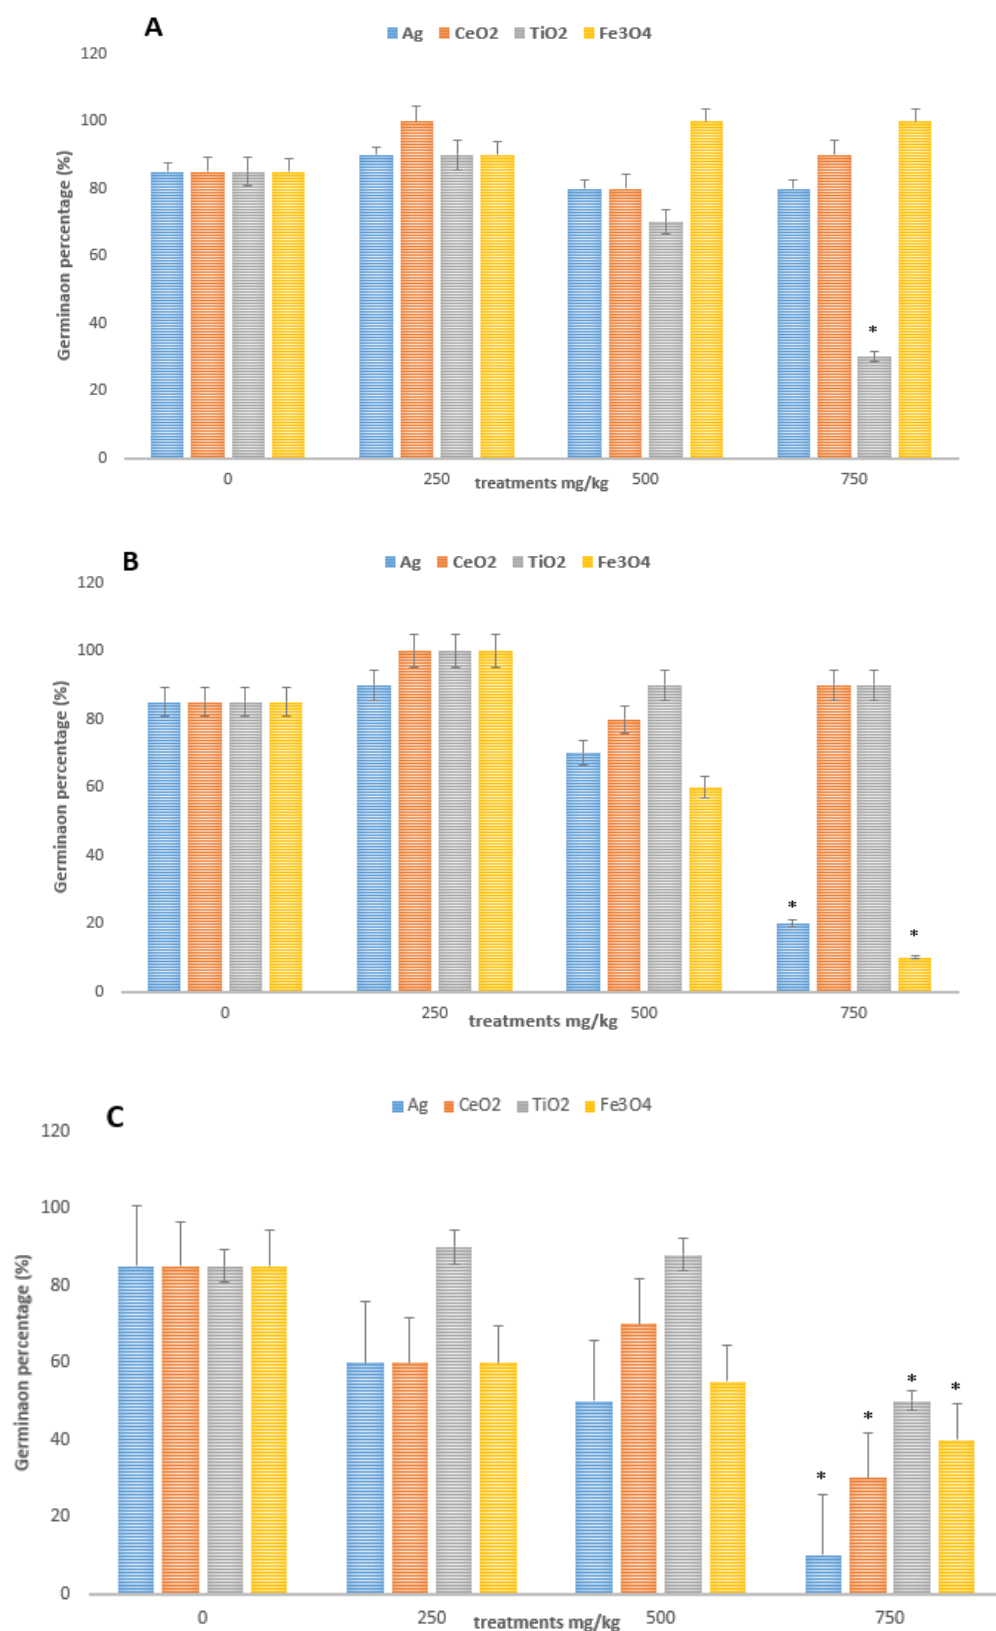 A
Ag CeO2 TiO2 Fe3O4
120
100
80
60
40
20
0
Germinaon percentage (%)
*
0 250 500 750
treatments mg/kg
B
Ag CeO2 TiO2 Fe3O4
120
100
80
60
40
20
0
Germinaon percentage (%)
* *
0 250 500 750
treatments mg/kg
C
Ag CeO2 TiO2 Fe3O4
120
100
80
60
40
20
0
Germinaon percentage (%)
* * * *
0 250 500 750
treatments mg/kg